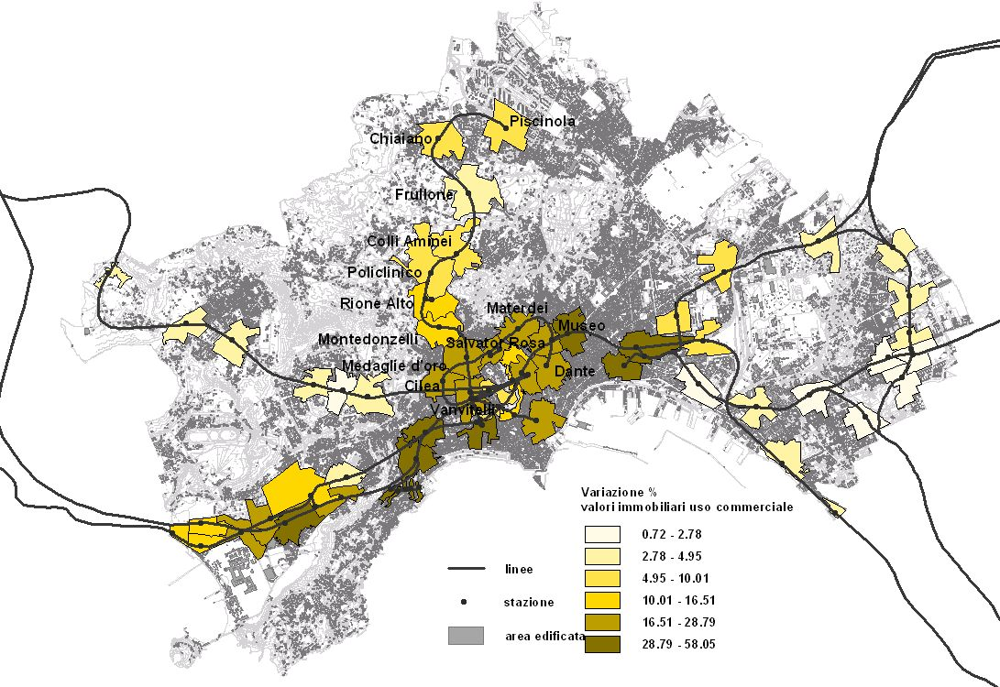 Piscinola
Chiaiano
Frullone
Colli Aminei
Policlinico
Rione Alto
Materdei
Museo
Montedonzelli
Salvator Rosa
Medaglie d'oro
Dante
Cilea
Vanvitelli
Variazione %
valori immobiliari uso commerciale
0.72 - 2.78
2.78 - 4.95
linee
4.95 - 10.01
stazione
10.01 - 16.51
16.51 - 28.79
area edificata
28.79 - 58.05